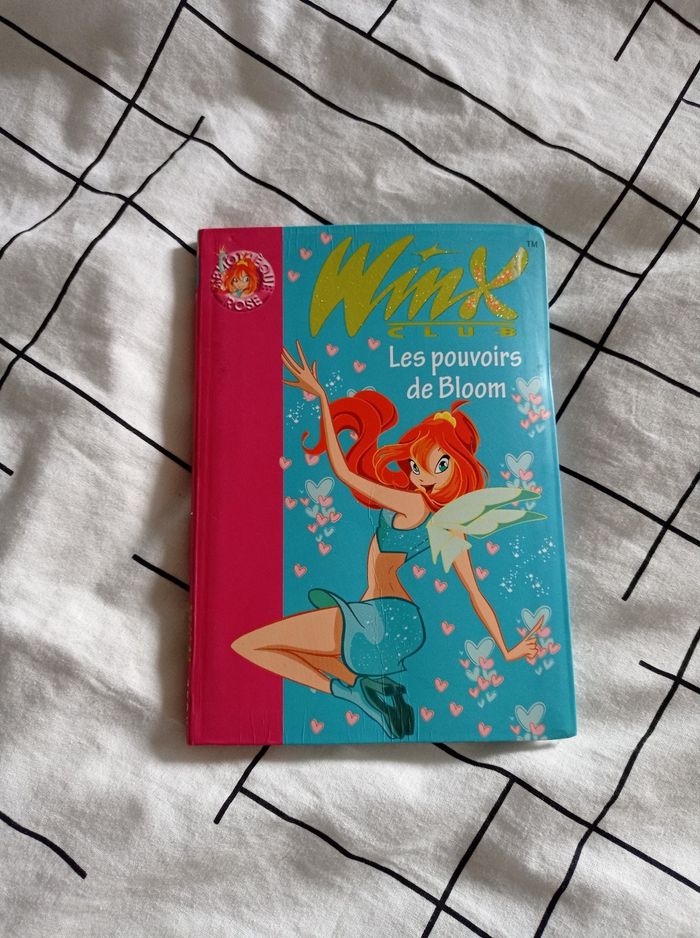 BIBLIOTHÈQUE
ROSE
Winx
™
CLUB
Les pouvoirs
de Bloom